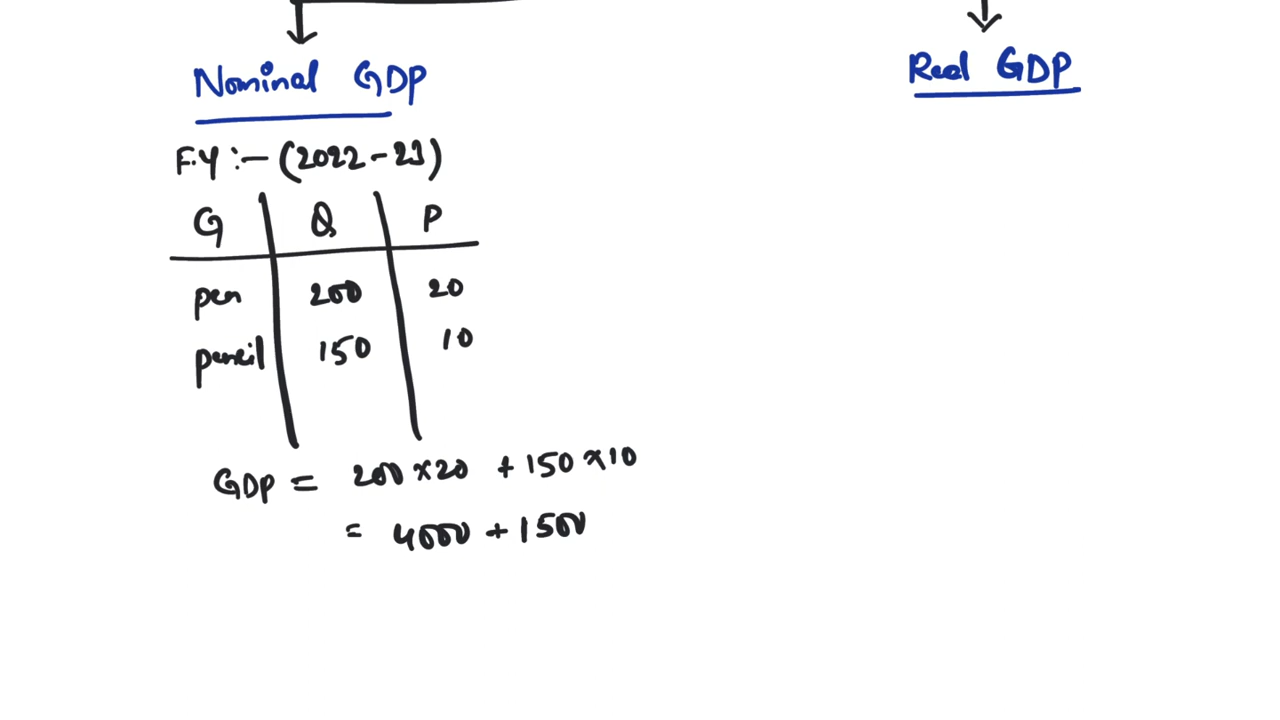 Nominal GDP
Real GDP
F.Y :- (2022-23)
G Q P
pen 200 20
pencil 150 10
GDP = 200 × 20 + 150 × 10
= 4000 + 1500